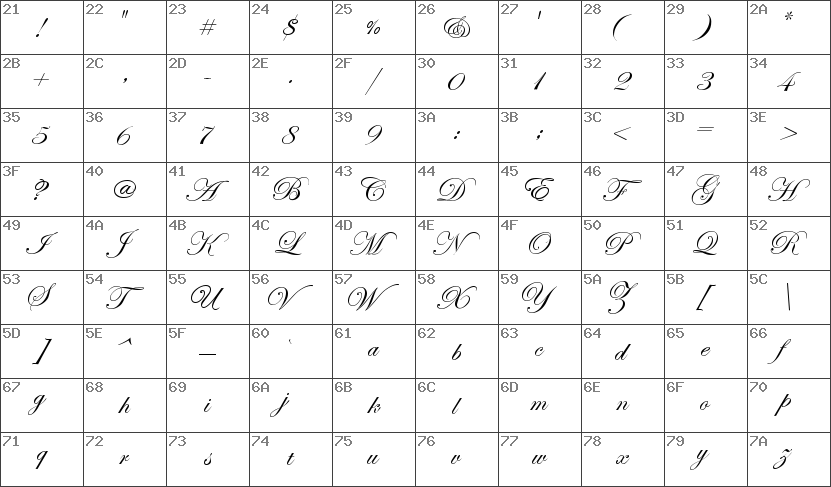 21 22 23 24 25 26 27 28 29 2A
! " # $ % & ' ( ) *
2B 2C 2D 2E 2F 30 31 32 33 34
+ , - . / 0 1 2 3 4
35 36 37 38 39 3A 3B 3C 3D 3E
5 6 7 8 9 : ; < = >
3F 40 41 42 43 44 45 46 47 48
? @ A B C D E F G H
49 4A 4B 4C 4D 4E 4F 50 51 52
I J K L M N O P Q R
53 54 55 56 57 58 59 5A 5B 5C
S T U V W X Y Z [ \
5D 5E 5F 60 61 62 63 64 65 66
] ^ _ ` a b c d e f
67 68 69 6A 6B 6C 6D 6E 6F 70
g h i j k l m n o p
71 72 73 74 75 76 77 78 79 7A
q r s t u v w x y z